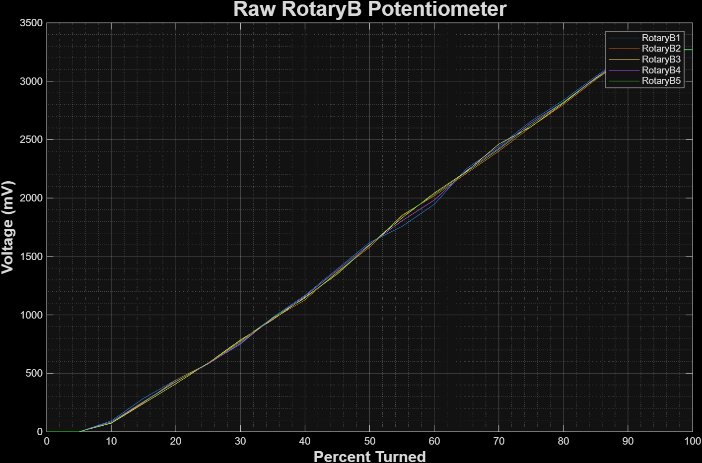 Raw RotaryB Potentiometer
3500
3000
2500
2000
1500
1000
500
0
Voltage (mV)
RotaryB1
RotaryB2
RotaryB3
RotaryB4
RotaryB5
0 10 20 30 40 50 60 70 80 90 100
Percent Turned